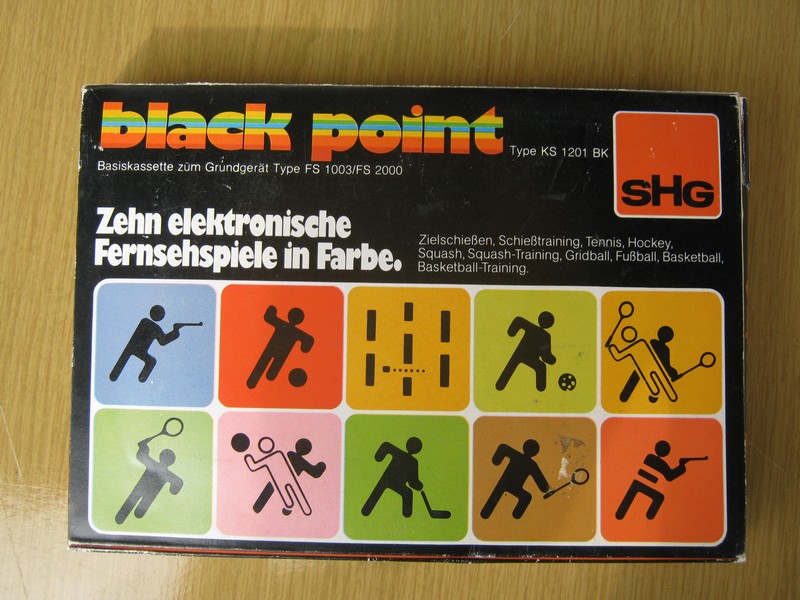 black point
Type KS 1201 BK
SHG
Basiskassette zum Grundgerät Type FS 1003/FS 2000
Zehn elektronische
Fernsehspiele in Farbe.
Zielschießen, Schießtraining, Tennis, Hockey,
Squash, Squash-Training, Gridball, Fußball, Basketball,
Basketball-Training.